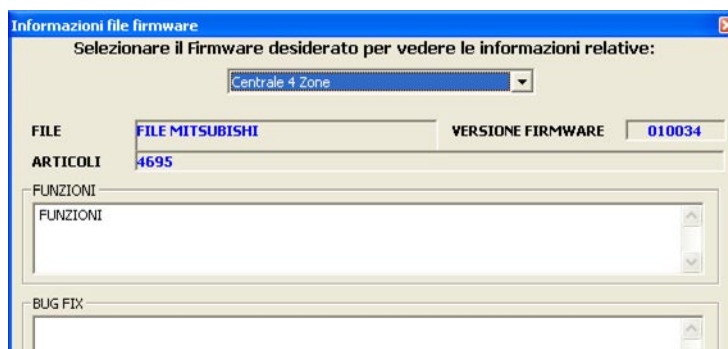 Informazioni file firmware
Selezionare il Firmware desiderato per vedere le informazioni relative:
Centrale 4 Zone
FILE FILE MITSUBISHI VERSIONE FIRMWARE 010034
ARTICOLI 4695
FUNZIONI
FUNZIONI
BUG FIX